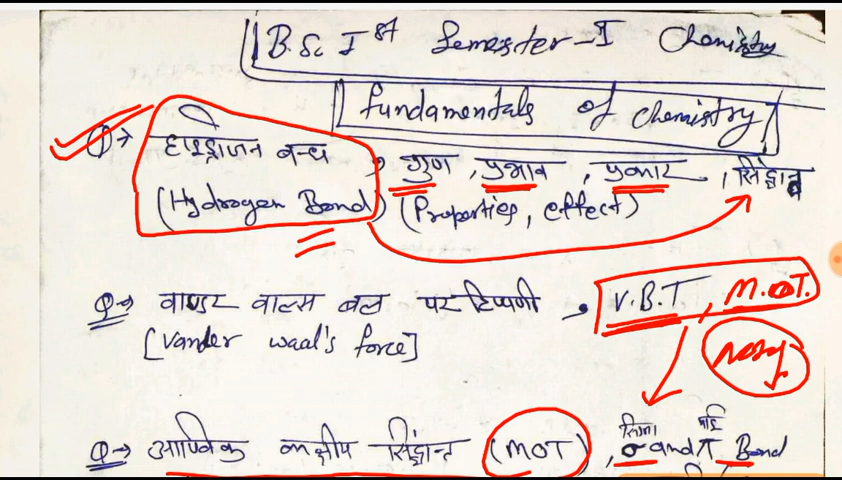 B.Sc Ist Semester-I Chemistry
fundamentals of chemistry
① → हाइड्रोजन बन्ध, गुण, प्रभाव, प्रकार, सिद्धान्त
(Hydrogen Bond) (Properties, effect)
Q → वाण्डर वाल्स बल पर टिप्पणी, V.B.T, M.O.T.
[Vander waal's force]
सिग्मा पाई
Q → आण्विक कक्षीय सिद्धान्त (MOT), σ and π Bond